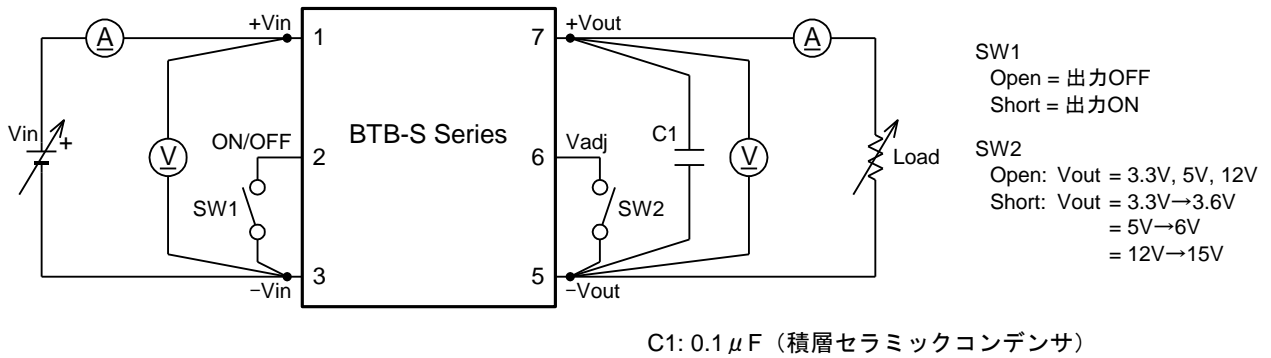 +Vin
A
1
7
+Vout
A
SW1
Open = 出力OFF
Short = 出力ON
Vin
+
V
ON/OFF
2
BTB-S Series
6
Vadj
C1
V
Load
SW1
SW2
SW2
Open: Vout = 3.3V, 5V, 12V
Short: Vout = 3.3V→3.6V
= 5V→6V
= 12V→15V
3
5
−Vin
−Vout
C1: 0.1μF（積層セラミックコンデンサ）